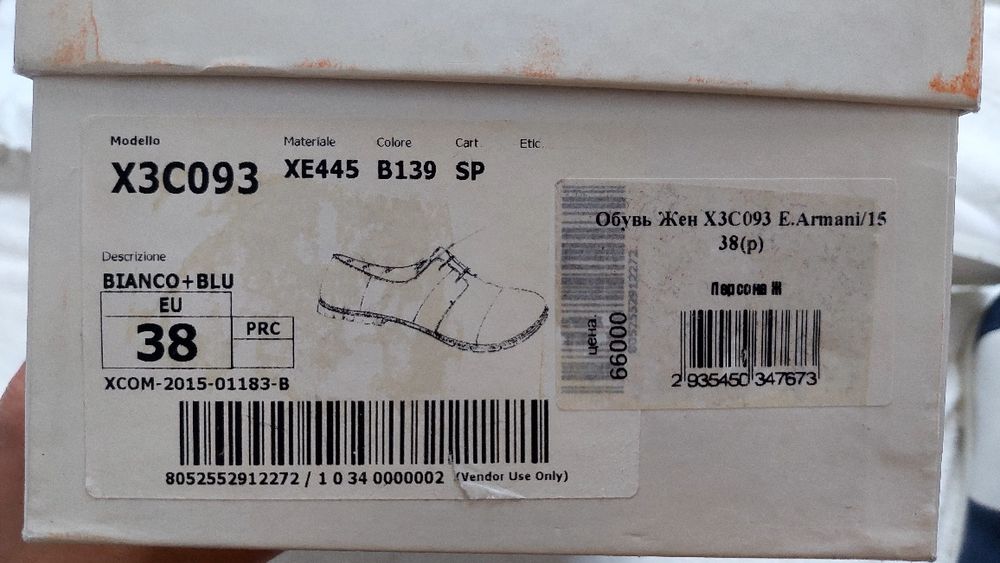 Modello Materiale Colore Cart. Etic.
X3C093 XE445 B139 SP
Descrizione
BIANCO+BLU
EU
38 PRC
XCOM-2015-01183-B
8052552912272 / 1 0 34 0000002 (Vendor Use Only)
Обувь Жен X3C093 E.Armani/15
38(р)
Персона Ж
цена. 66000
8052552912272
2 935450 347673